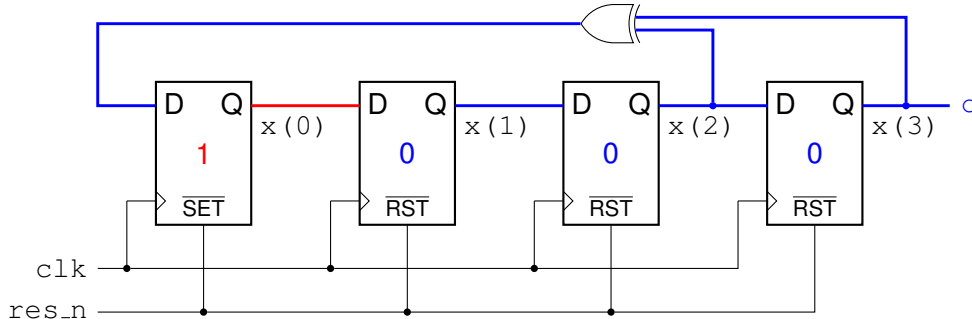 D Q D Q D Q D Q
x(0) x(1) x(2) x(3)
1 0 0 0
SET RST RST RST
clk
res_n